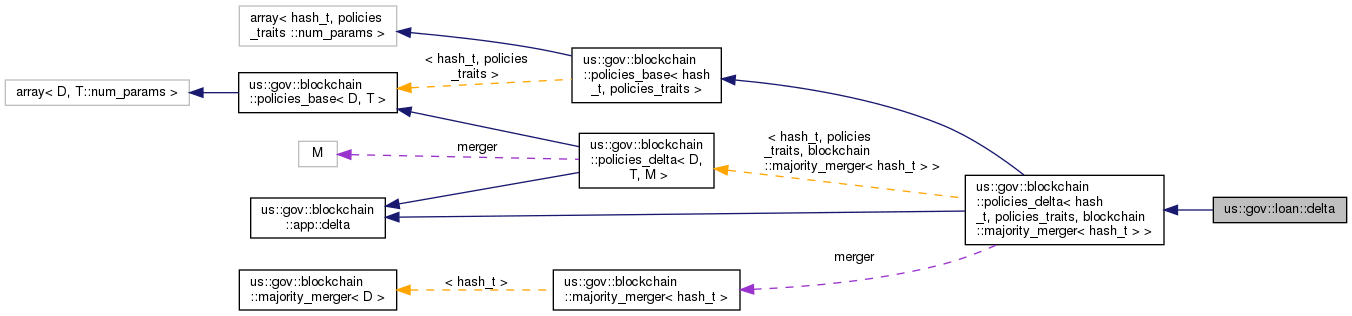 array< hash_t, policies
_traits ::num_params >
array< D, T::num_params >
us::gov::blockchain
::policies_base< D, T >
< hash_t, policies
_traits >
us::gov::blockchain
::policies_base< hash
_t, policies_traits >
M
merger
us::gov::blockchain
::policies_delta< D,
T, M >
< hash_t, policies
_traits, blockchain
::majority_merger< hash_t > >
us::gov::blockchain
::app::delta
us::gov::blockchain
::policies_delta< hash
_t, policies_traits, blockchain
::majority_merger< hash_t > >
us::gov::loan::delta
us::gov::blockchain
::majority_merger< D >
< hash_t >
us::gov::blockchain
::majority_merger< hash_t >
merger